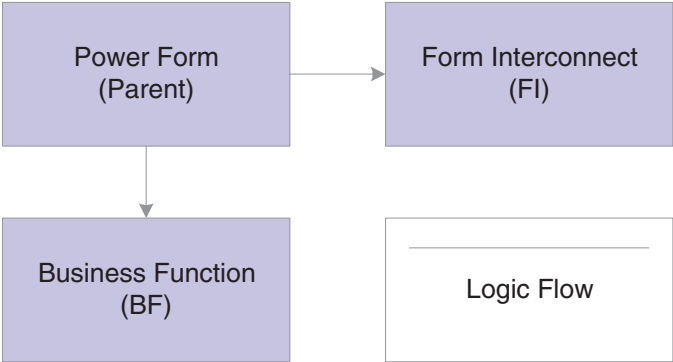 Power Form
(Parent)
Form Interconnect
(FI)
Business Function
(BF)
Logic Flow